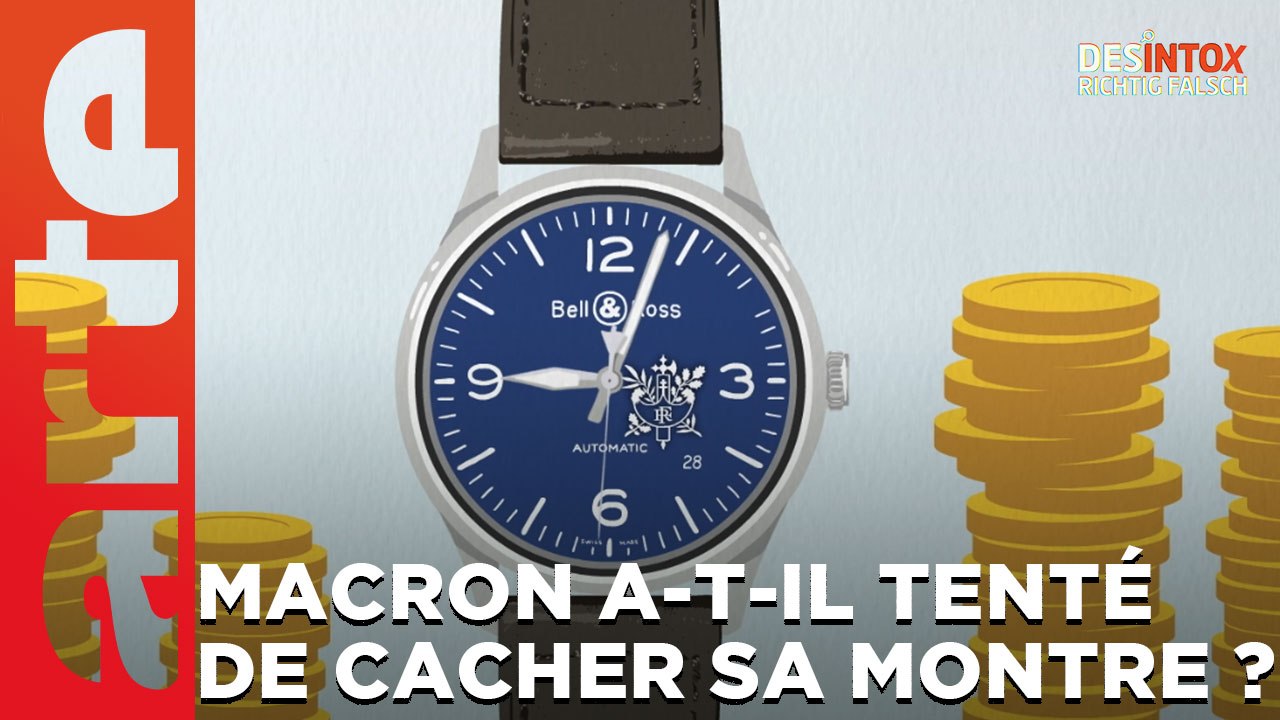 arte
DESINTOX
RICHTIG FALSCH
12
Bell & Ross
9
3
RF
AUTOMATIC
28
6
SWISS MADE
MACRON A-T-IL TENTÉ
DE CACHER SA MONTRE ?